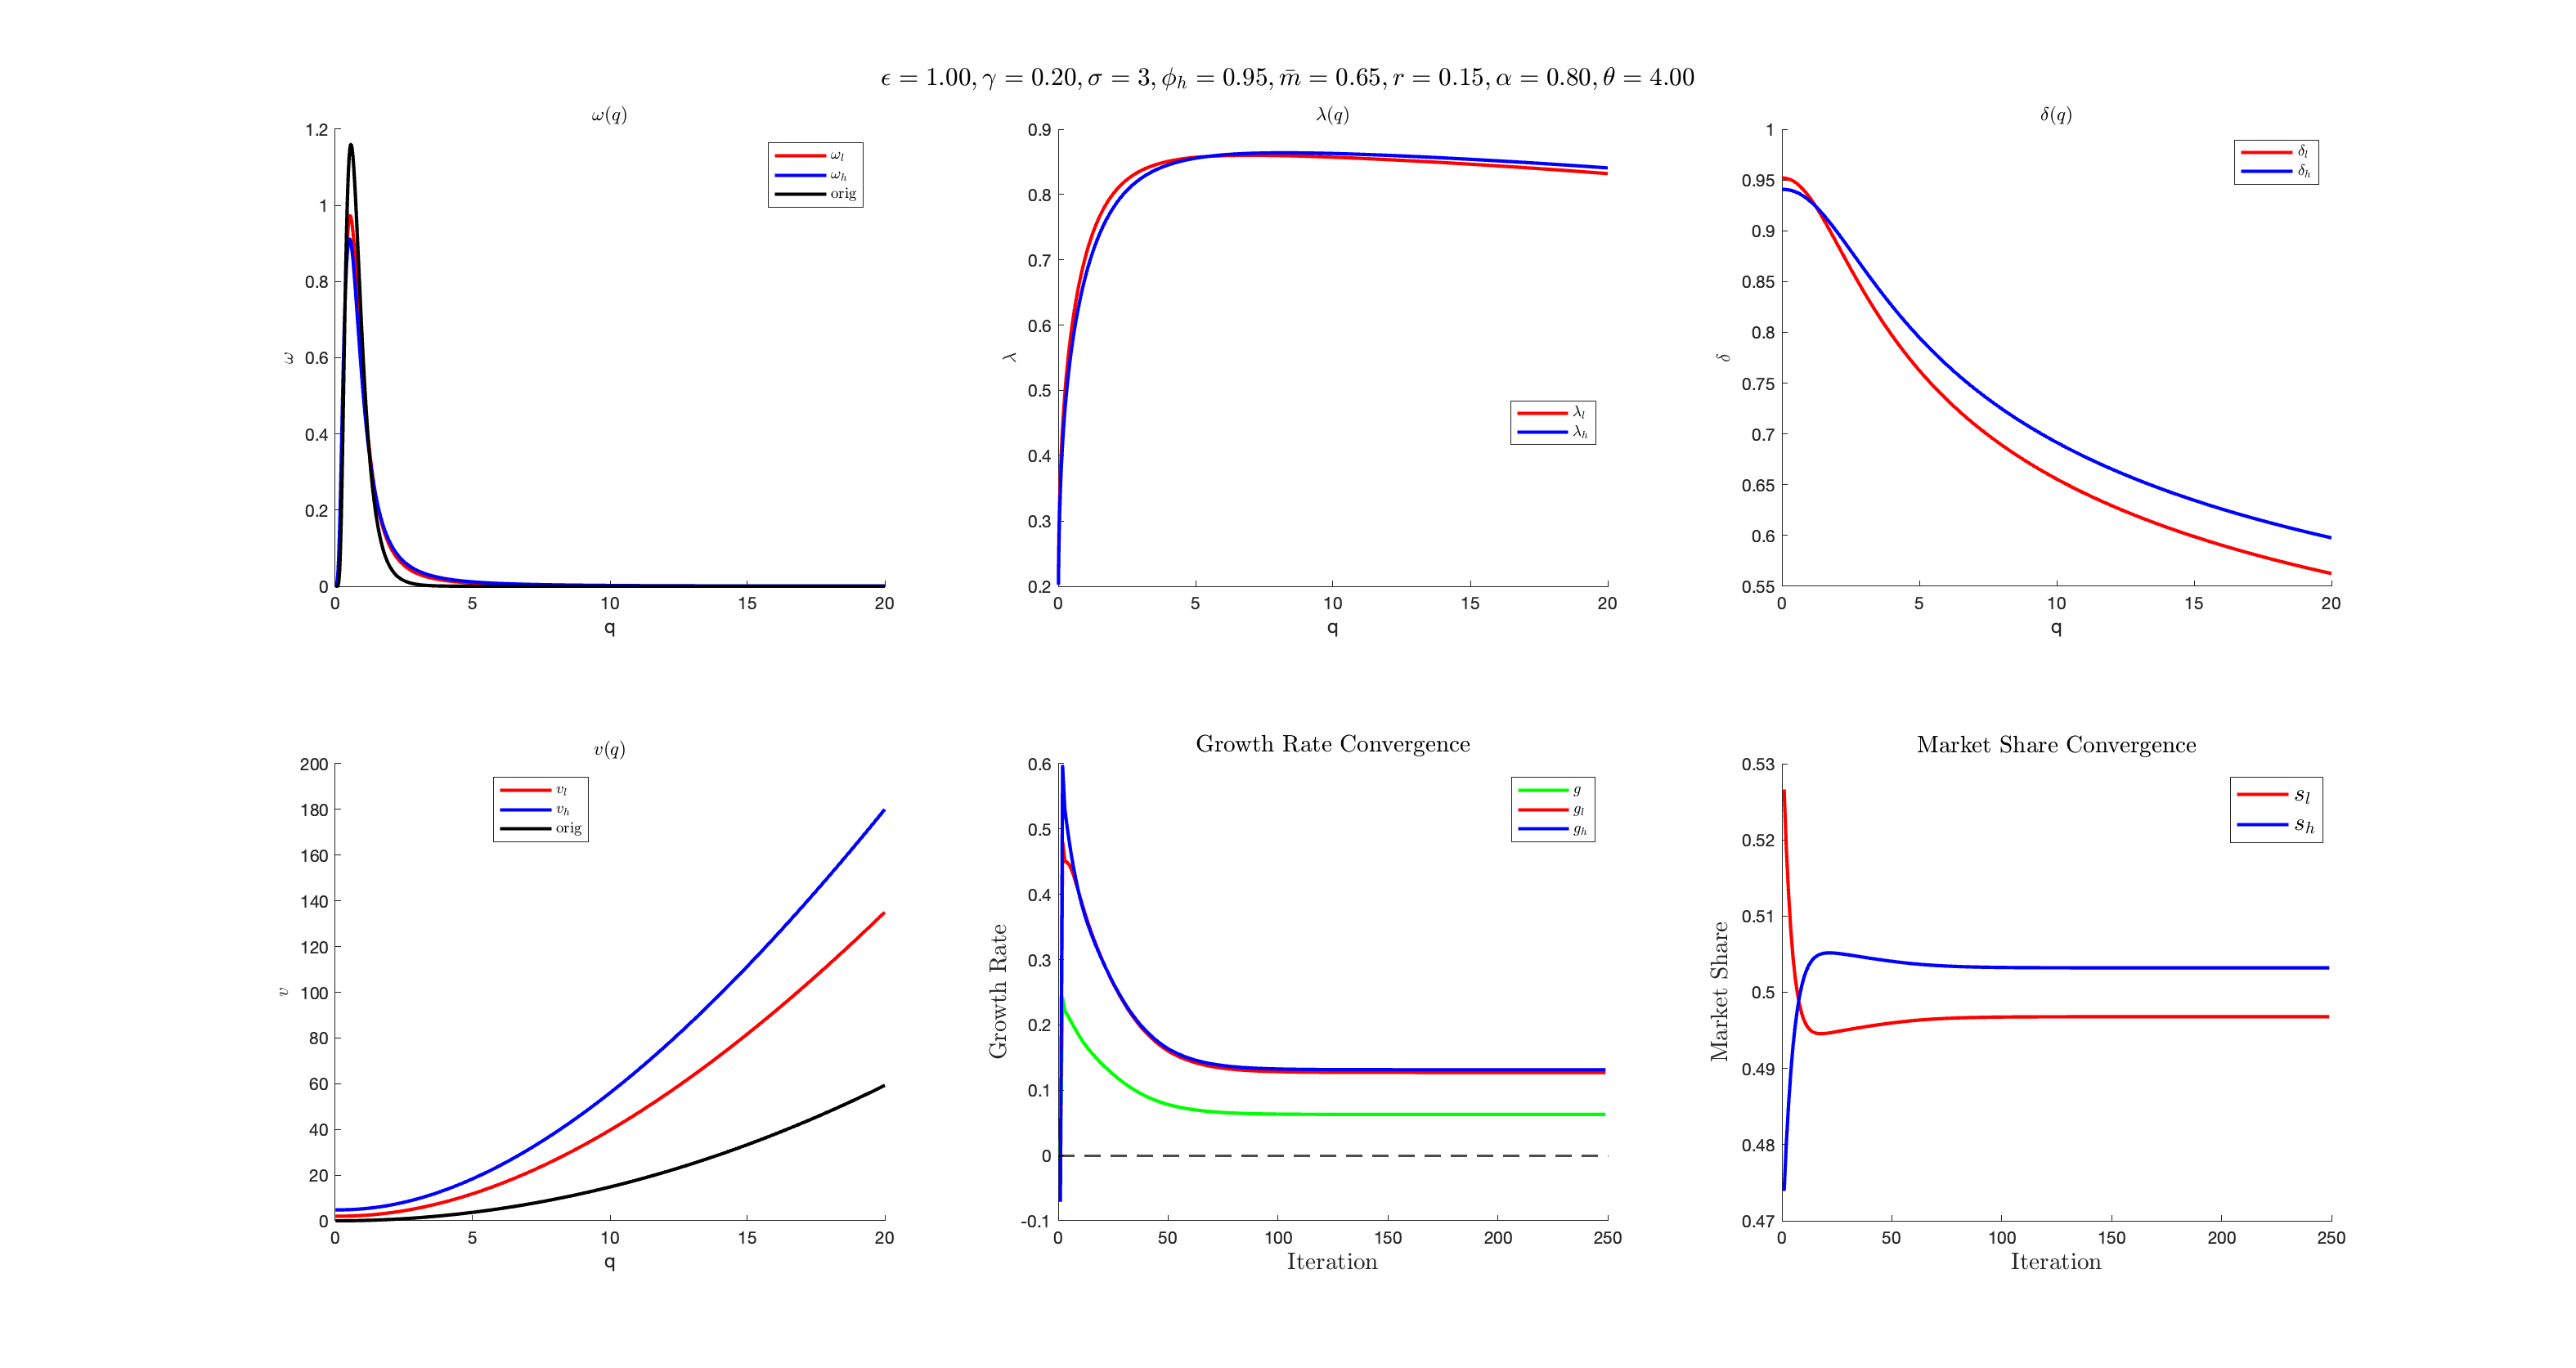 ϵ = 1.00, γ = 0.20, σ = 3, ϕ_h = 0.95, m̄ = 0.65, r = 0.15, α = 0.80, θ = 4.00
ω(q)
1.2
1
0.8
0.6
0.4
0.2
0
ω
0 5 10 15 20
q
ω_l
ω_h
orig
λ(q)
0.9
0.8
0.7
0.6
0.5
0.4
0.3
0.2
λ
0 5 10 15 20
q
λ_l
λ_h
δ(q)
1
0.95
0.9
0.85
0.8
0.75
0.7
0.65
0.6
0.55
δ
0 5 10 15 20
q
δ_l
δ_h
v(q)
200
180
160
140
120
100
80
60
40
20
0
v
0 5 10 15 20
q
v_l
v_h
orig
Growth Rate Convergence
0.6
0.5
0.4
0.3
0.2
0.1
0
-0.1
Growth Rate
0 50 100 150 200 250
Iteration
g
g_l
g_h
Market Share Convergence
0.53
0.52
0.51
0.5
0.49
0.48
0.47
Market Share
0 50 100 150 200 250
Iteration
s_l
s_h